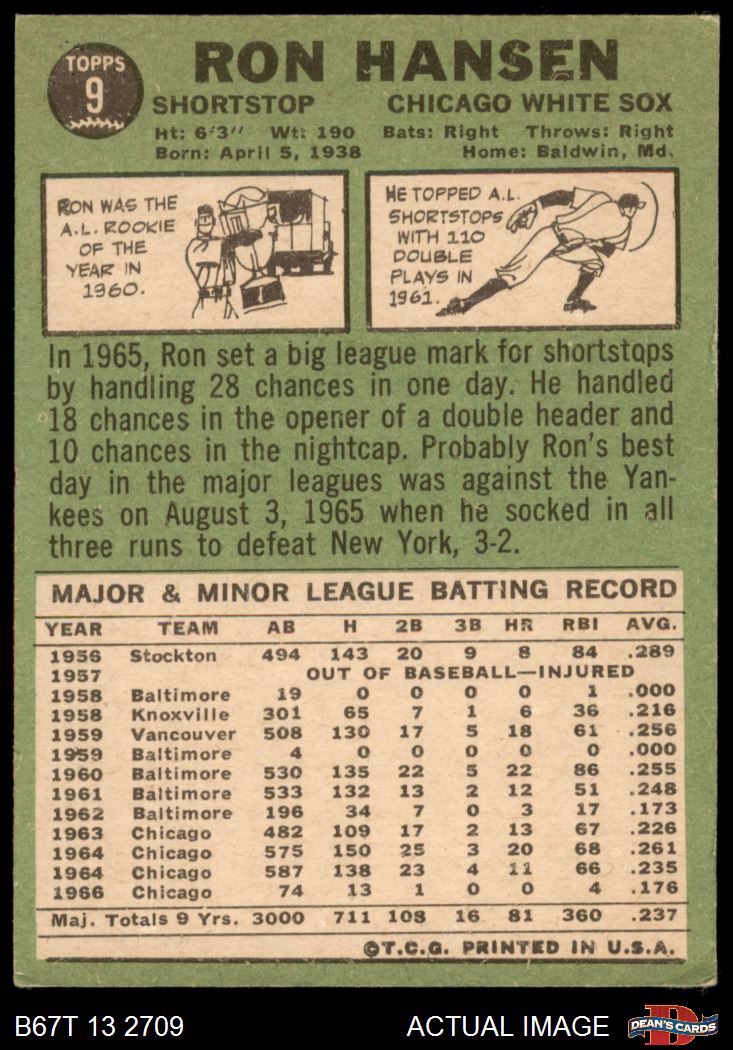 TOPPS
9
RON HANSEN
SHORTSTOP CHICAGO WHITE SOX
Ht: 6'3" Wt: 190 Bats: Right Throws: Right
Born: April 5, 1938 Home: Baldwin, Md.
RON WAS THE
A.L. ROOKIE
OF THE
YEAR IN
1960.
HE TOPPED A.L.
SHORTSTOPS
WITH 110
DOUBLE
PLAYS IN
1961.
In 1965, Ron set a big league mark for shortstops
by handling 28 chances in one day. He handled
18 chances in the opener of a double header and
10 chances in the nightcap. Probably Ron's best
day in the major leagues was against the Yan-
kees on August 3, 1965 when he socked in all
three runs to defeat New York, 3-2.
MAJOR & MINOR LEAGUE BATTING RECORD
YEAR TEAM AB H 2B 3B HR RBI AVG.
1956 Stockton 494 143 20 9 8 84 .289
1957 OUT OF BASEBALL—INJURED
1958 Baltimore 19 0 0 0 0 1 .000
1958 Knoxville 301 65 7 1 6 36 .216
1959 Vancouver 508 130 17 5 18 61 .256
1959 Baltimore 4 0 0 0 0 0 .000
1960 Baltimore 530 135 22 5 22 86 .255
1961 Baltimore 533 132 13 2 12 51 .248
1962 Baltimore 196 34 7 0 3 17 .173
1963 Chicago 482 109 17 2 13 67 .226
1964 Chicago 575 150 25 3 20 68 .261
1964 Chicago 587 138 23 4 11 66 .235
1966 Chicago 74 13 1 0 0 4 .176
Maj. Totals 9 Yrs. 3000 711 108 16 81 360 .237
©T.C.G. PRINTED IN U.S.A.
B67T 13 2709 ACTUAL IMAGE
D
DEAN'S CARDS